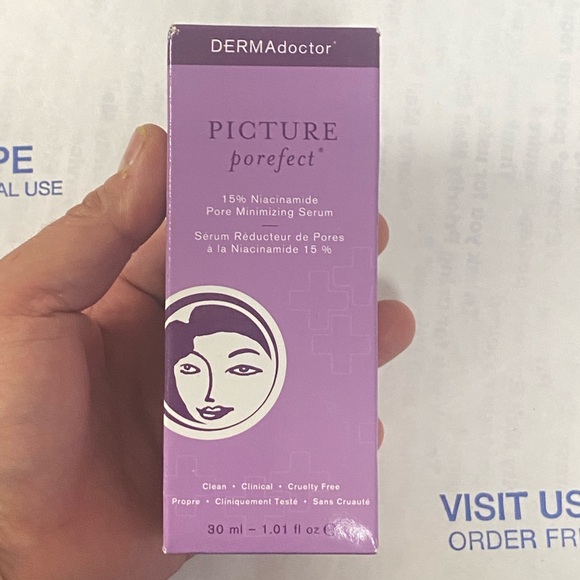 DERMAdoctor®
PICTURE
porefect®
15% Niacinamide
Pore Minimizing Serum
Sérum Réducteur de Pores
à la Niacinamide 15 %
Clean • Clinical • Cruelty Free
Propre • Cliniquement Testé • Sans Cruauté
30 ml – 1.01 fl oz
PE
AL USE
VISIT US
ORDER FR